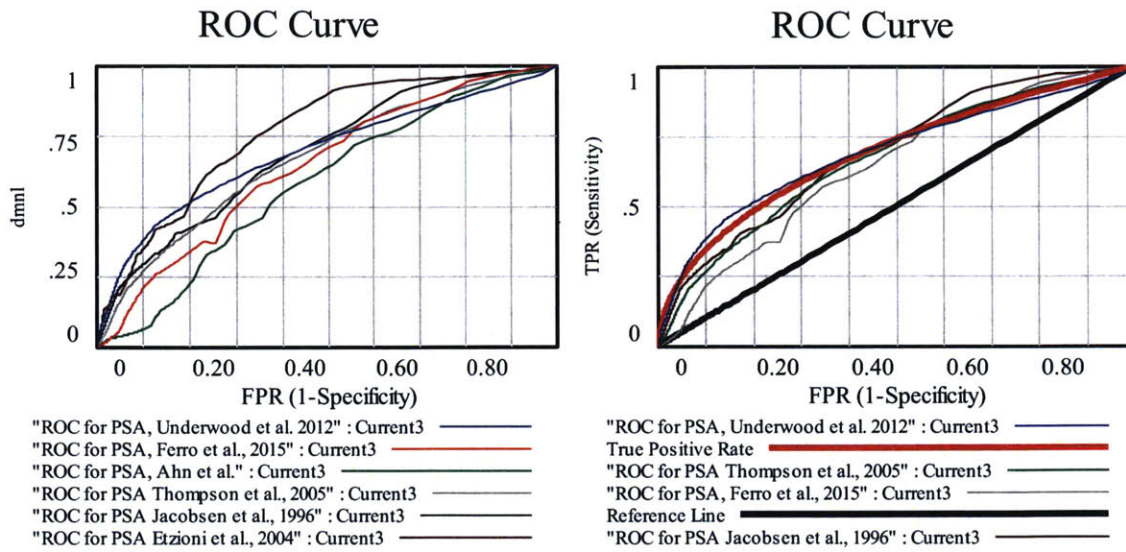 ROC Curve
1
.75
.5
.25
0
dmnl
0 0.20 0.40 0.60 0.80
FPR (1-Specificity)
"ROC for PSA, Underwood et al. 2012" : Current3
"ROC for PSA, Ferro et al., 2015" : Current3
"ROC for PSA, Ahn et al." : Current3
"ROC for PSA Thompson et al., 2005" : Current3
"ROC for PSA Jacobsen et al., 1996" : Current3
"ROC for PSA Etzioni et al., 2004" : Current3
ROC Curve
1
.5
0
TPR (Sensitivity)
0 0.20 0.40 0.60 0.80
FPR (1-Specificity)
"ROC for PSA, Underwood et al. 2012" : Current3
True Positive Rate
"ROC for PSA Thompson et al., 2005" : Current3
"ROC for PSA, Ferro et al., 2015" : Current3
Reference Line
"ROC for PSA Jacobsen et al., 1996" : Current3